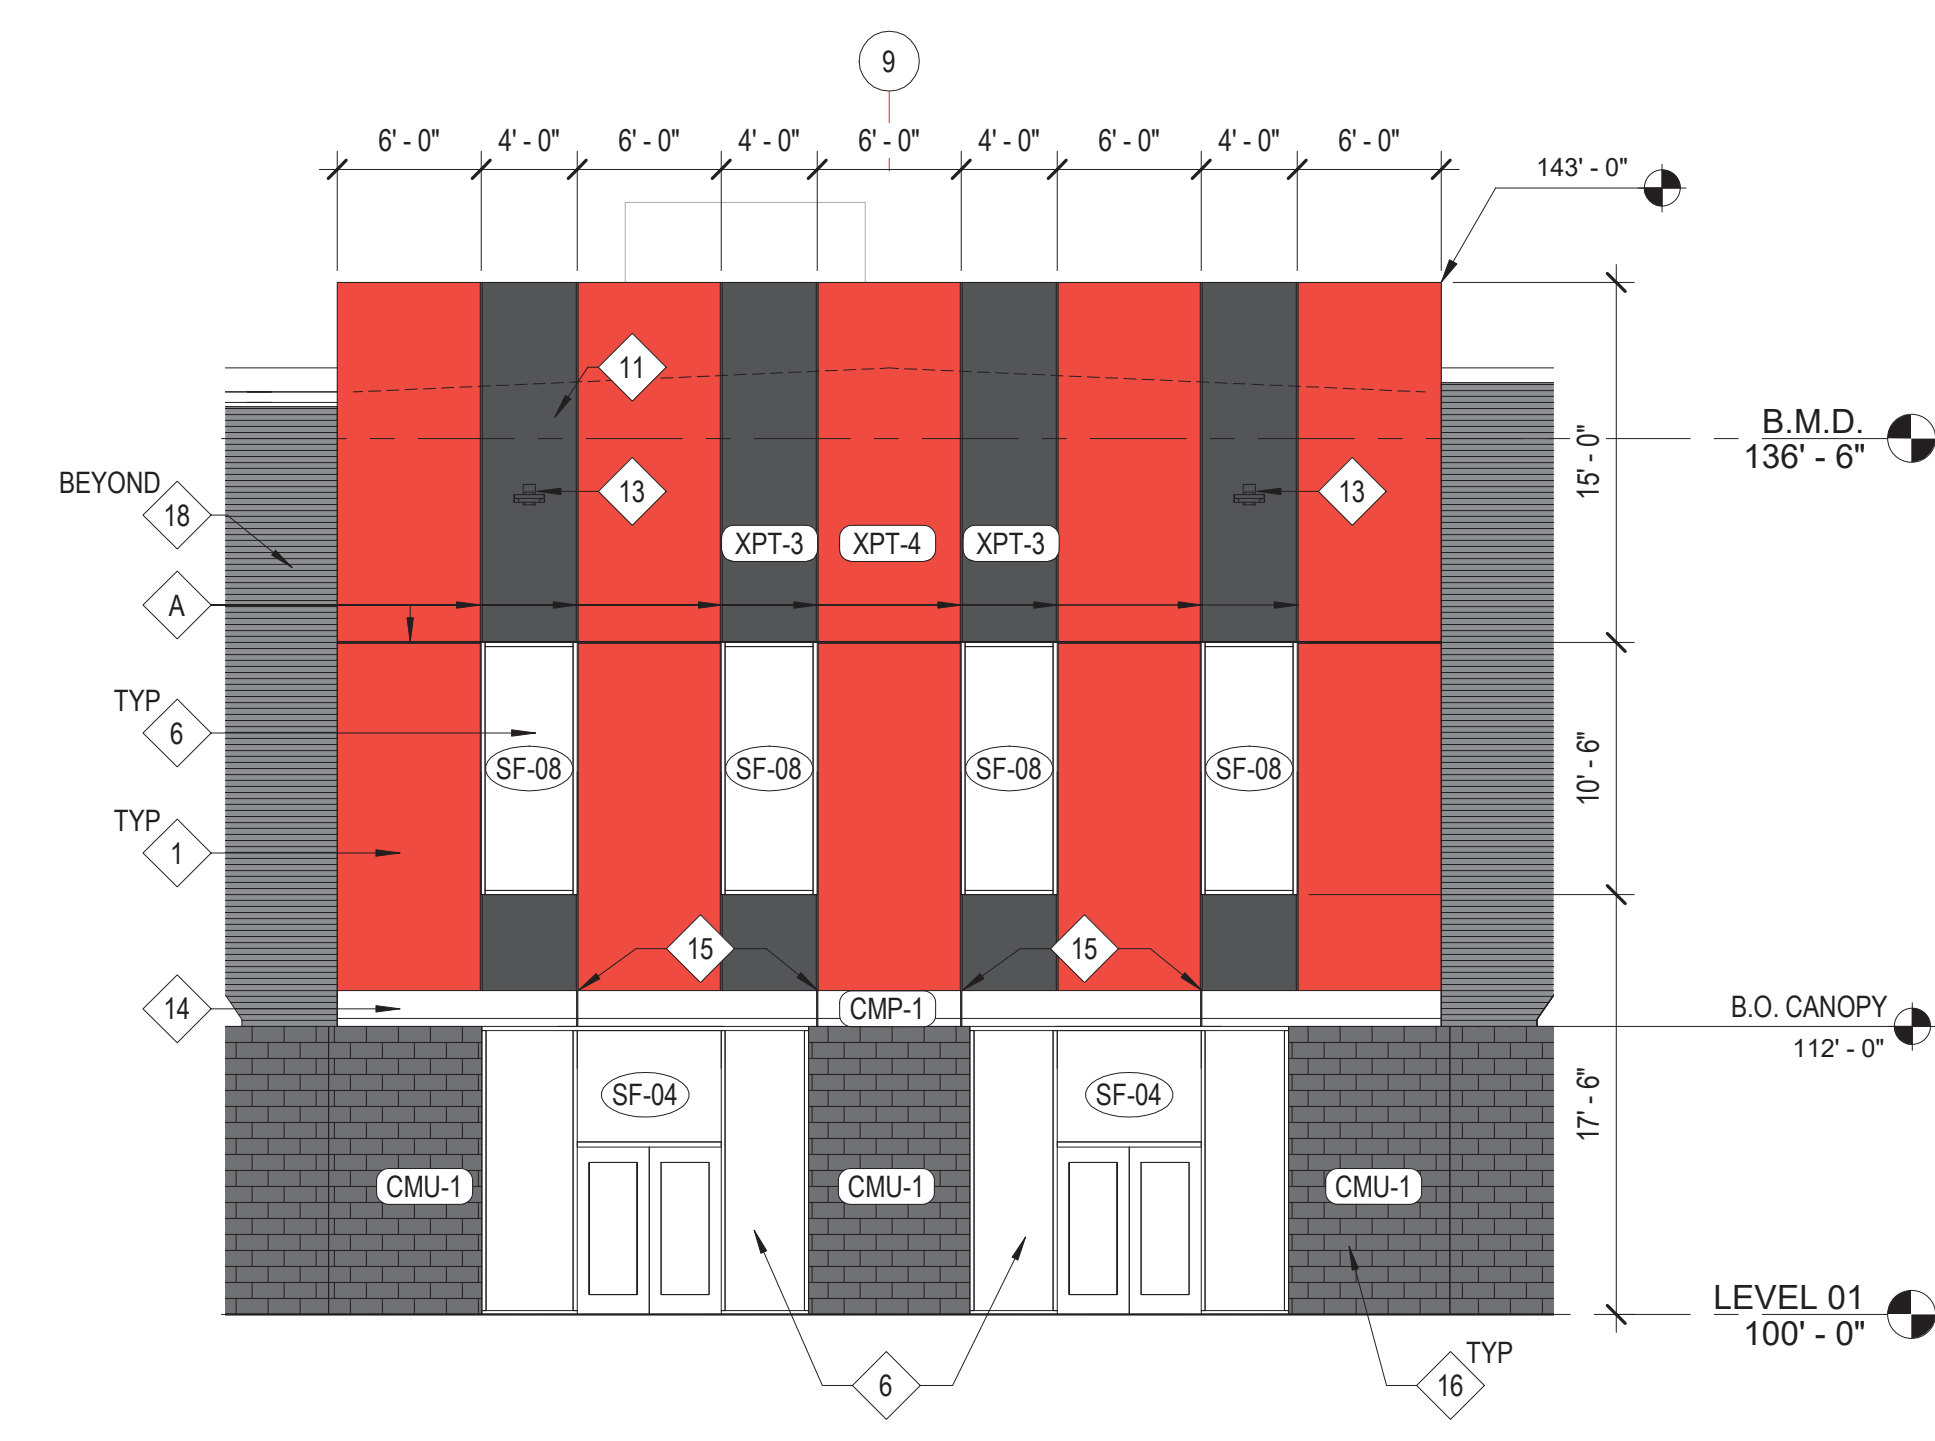 9
6' - 0" 4' - 0" 6' - 0" 4' - 0" 6' - 0" 4' - 0" 6' - 0" 4' - 0" 6' - 0"
143' - 0"
11
B.M.D.
136' - 6"
15' - 0"
BEYOND
18
13
13
XPT-3 XPT-4 XPT-3
A
TYP
6
SF-08 SF-08 SF-08 SF-08
10' - 6"
TYP
1
15
15
14
CMP-1
B.O. CANOPY
112' - 0"
SF-04 SF-04
17' - 6"
CMU-1 CMU-1 CMU-1
LEVEL 01
100' - 0"
6
TYP
16